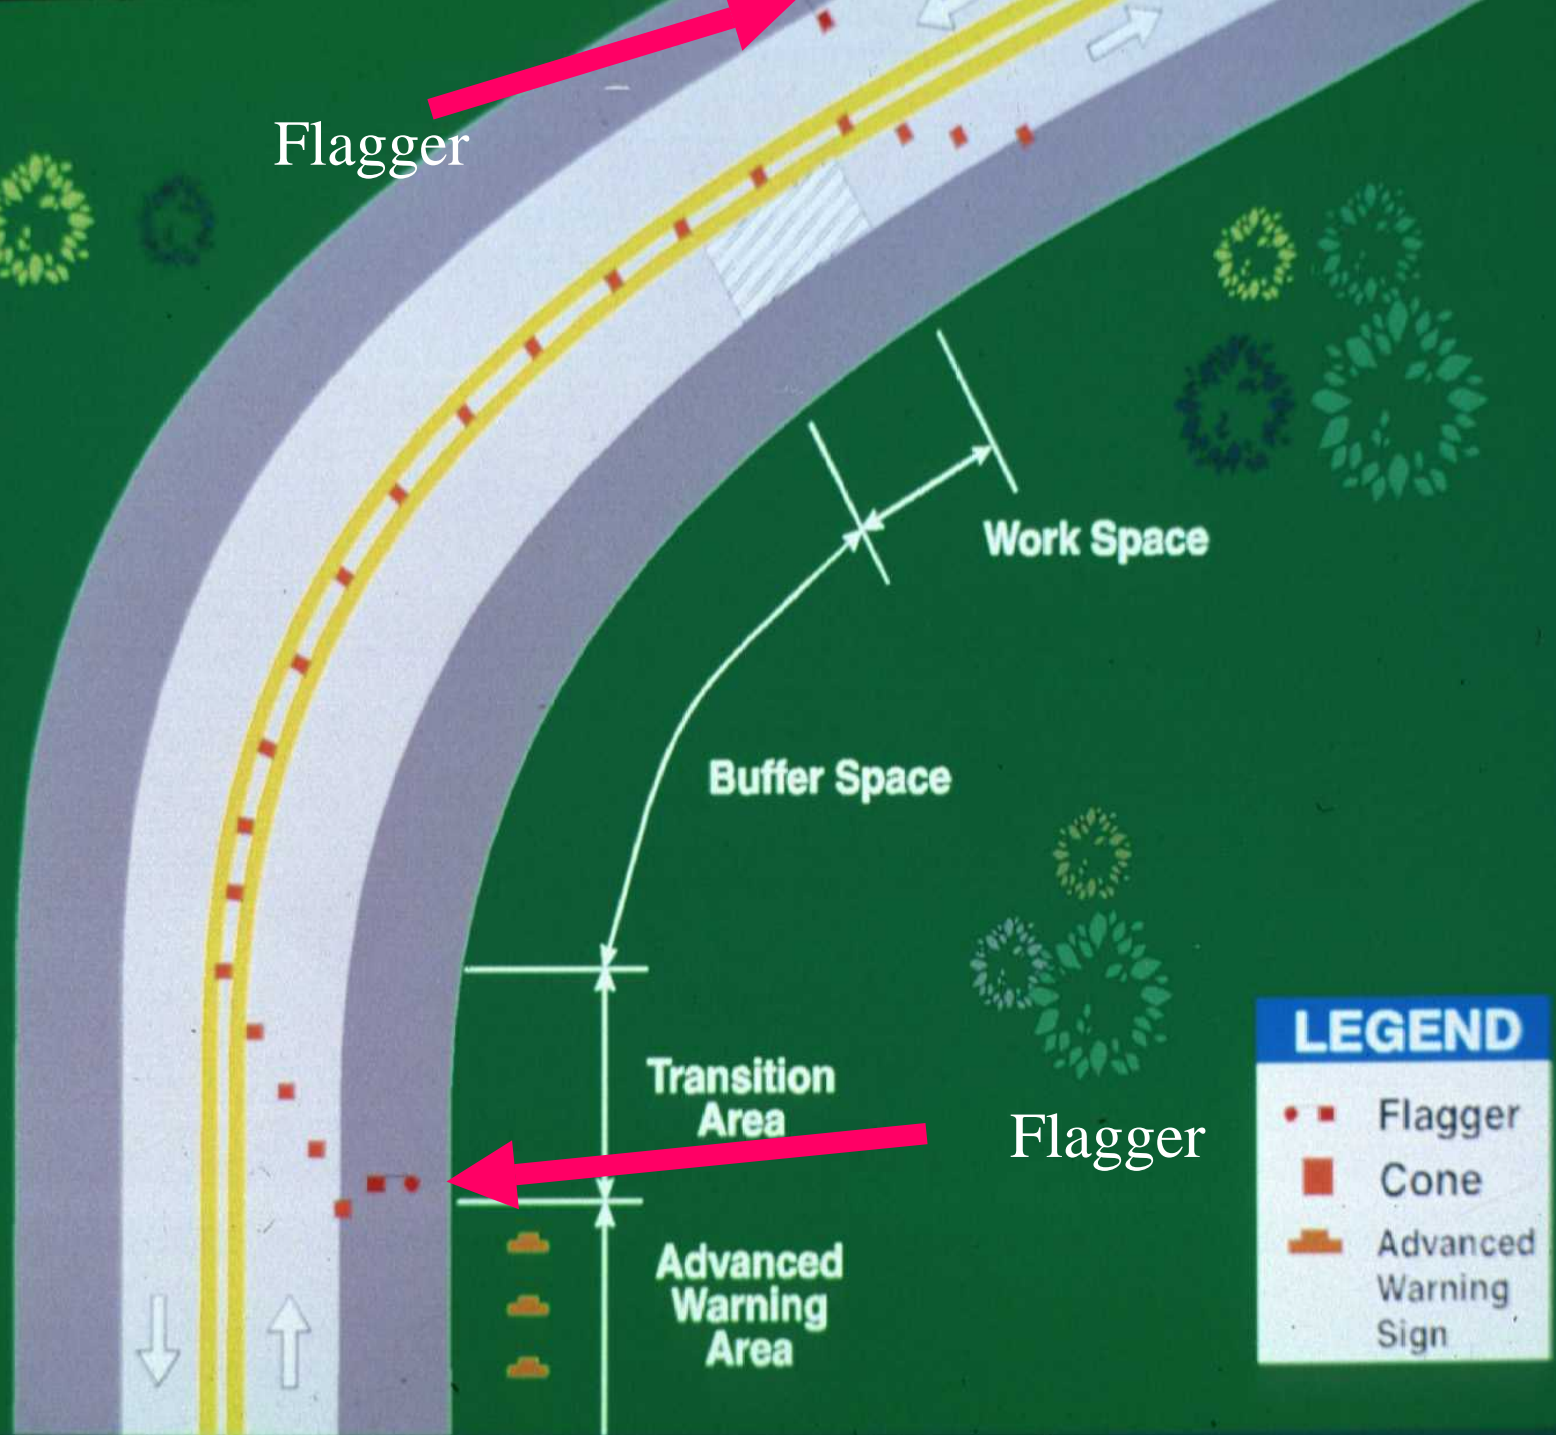 Flagger
Work Space
Buffer Space
Transition
Area
Flagger
Advanced
Warning
Area
LEGEND
Flagger
Cone
Advanced
Warning
Sign